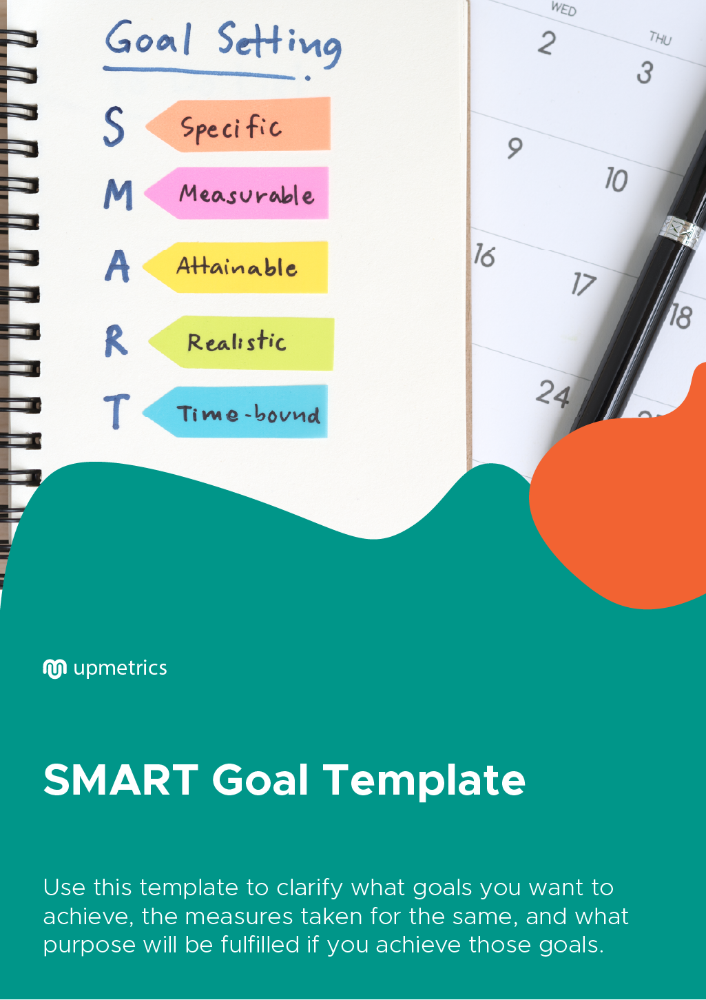 Goal Setting
S Specific
M Measurable
A Attainable
R Realistic
T Time-bound
WED THU
2 3
9 10
16 17 18
24
upmetrics
SMART Goal Template
Use this template to clarify what goals you want to
achieve, the measures taken for the same, and what
purpose will be fulfilled if you achieve those goals.